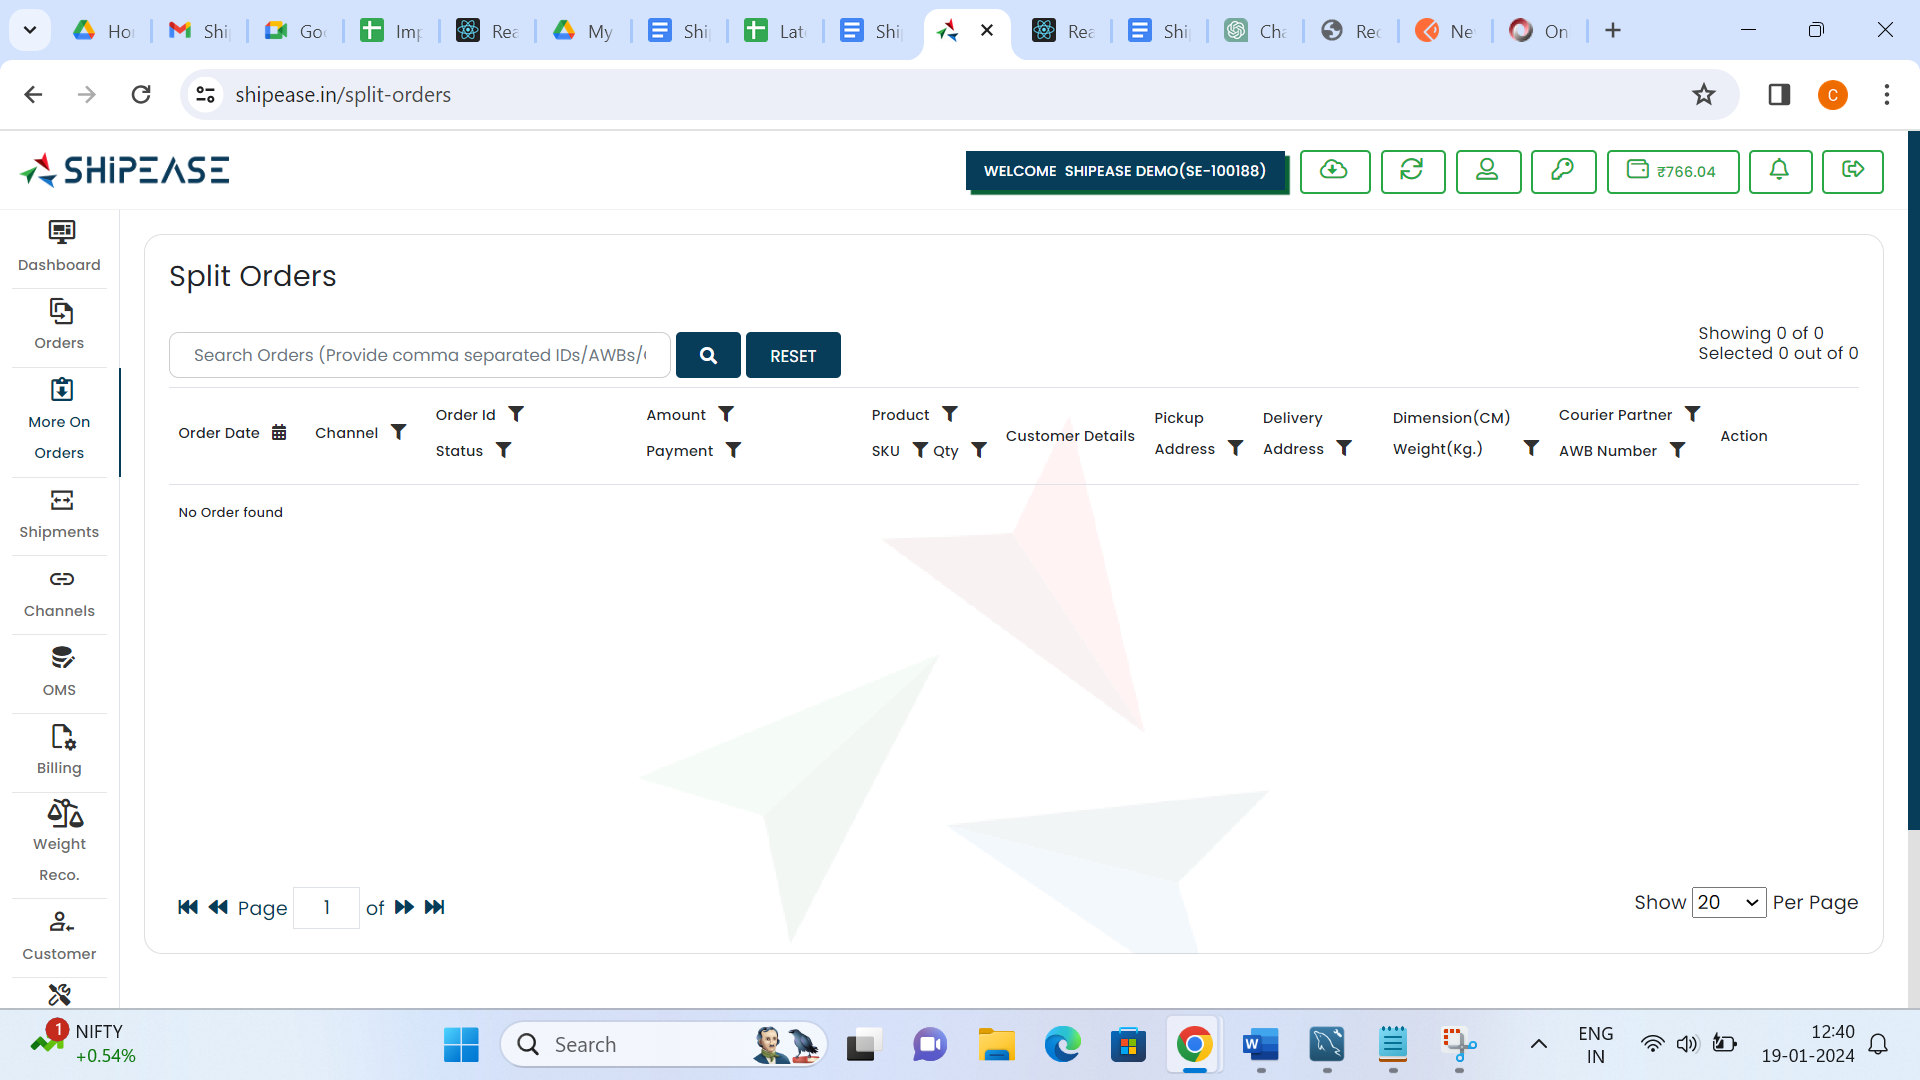 Ho
Shi
Goo
Imp
Rea
My
Shi
Late
Shi
Rea
Shi
Cha
Rec
Ne
On
shipease.in/split-orders
C
SHiPEASE
WELCOME SHIPEASE DEMO(SE-100188)
₹766.04
Dashboard
Orders
More On
Orders
Shipments
Channels
OMS
Billing
Weight
Reco.
Customer
Split Orders
Search Orders (Provide comma separated IDs/AWBs/
RESET
Showing 0 of 0
Selected 0 out of 0
Order Date
Channel
Order Id
Status
Amount
Payment
Product
SKU Qty
Customer Details
Pickup
Address
Delivery
Address
Dimension(CM)
Weight(Kg.)
Courier Partner
AWB Number
Action
No Order found
Page 1 of
Show 20 Per Page
1
NIFTY
+0.54%
Search
W
ENG
IN
12:40
19-01-2024